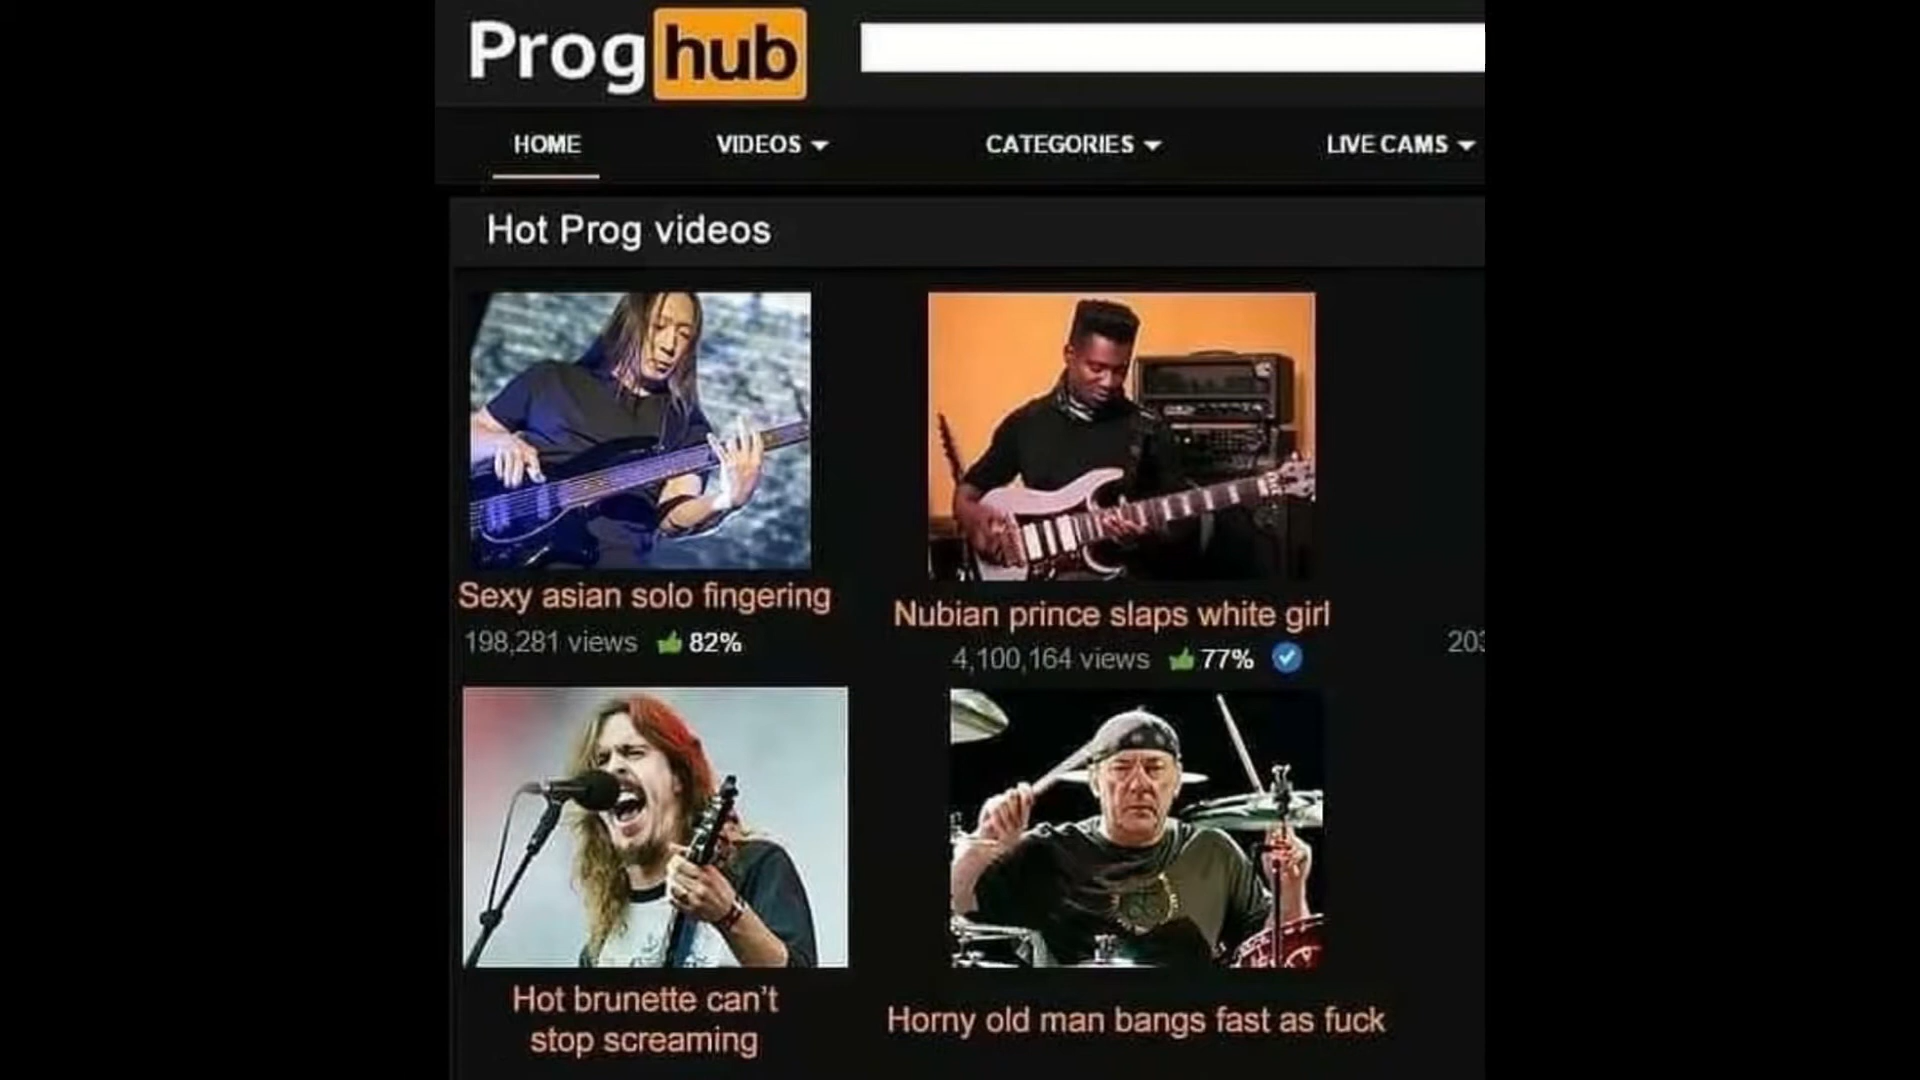 Prog hub
HOME VIDEOS CATEGORIES LIVE CAMS
Hot Prog videos
Sexy asian solo fingering
198,281 views 82%
Nubian prince slaps white girl
4,100,164 views 77%
203
Hot brunette can't
stop screaming
Horny old man bangs fast as fuck